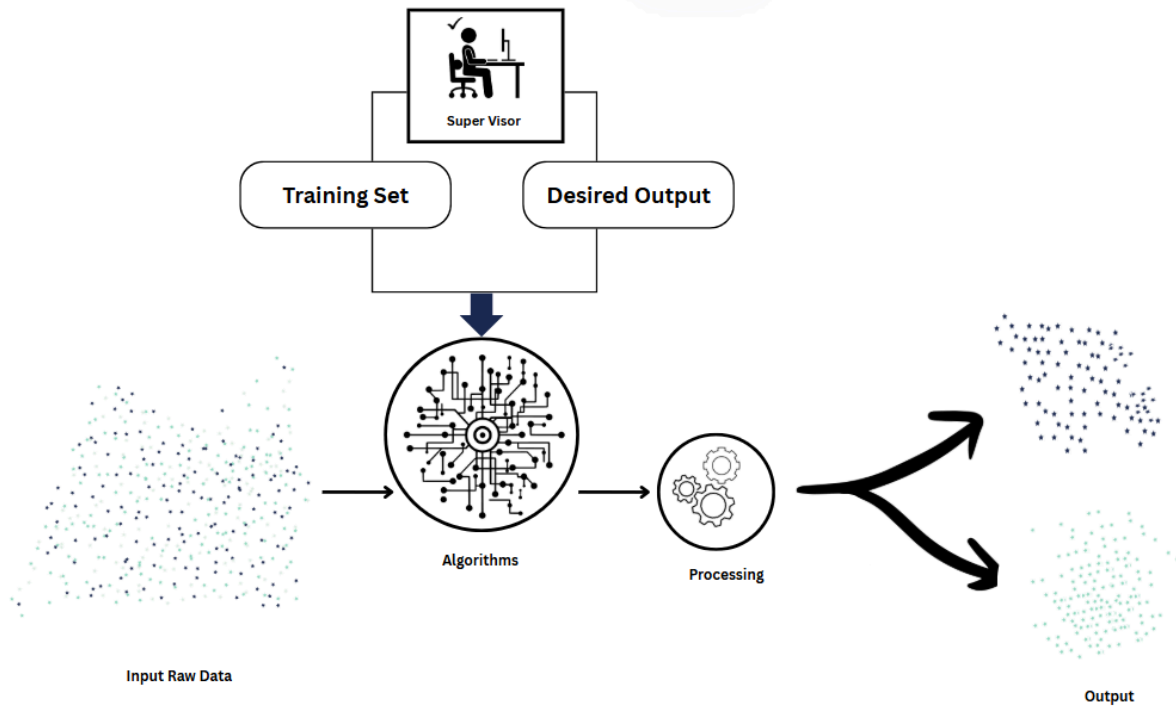 Super Visor
Training Set
Desired Output
Algorithms
Processing
Input Raw Data
Output